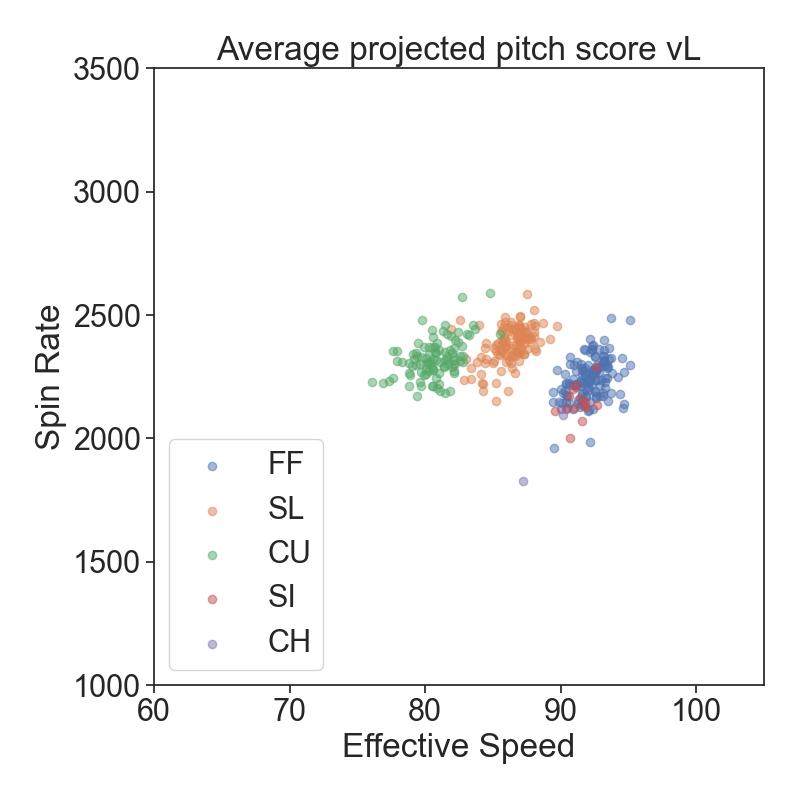 Average projected pitch score vL
3500
3000
2500
2000
1500
1000
Spin Rate
FF
SL
CU
SI
CH
60 70 80 90 100
Effective Speed